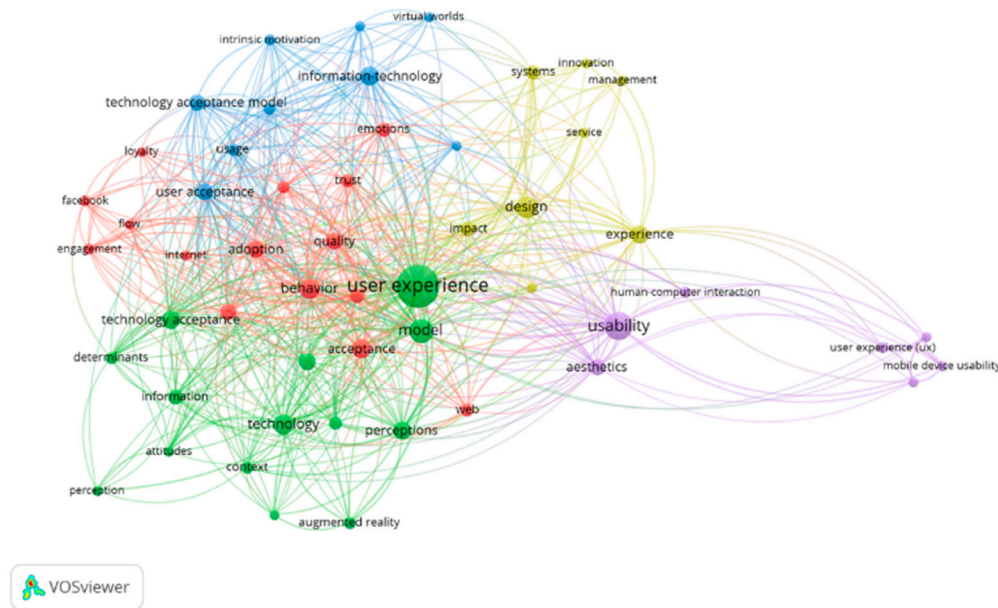 virtual worlds
intrinsic motivation
information-technology
systems
innovation
management
technology acceptance model
emotions
service
loyalty
usage
trust
user acceptance
facebook
design
flow
impact
experience
engagement
internet
adoption
quality
behavior
user experience
human-computer interaction
technology acceptance
model
usability
acceptance
determinants
aesthetics
user experience (ux)
mobile device usability
information
web
technology
perceptions
attitudes
context
perception
augmented reality
VOSviewer